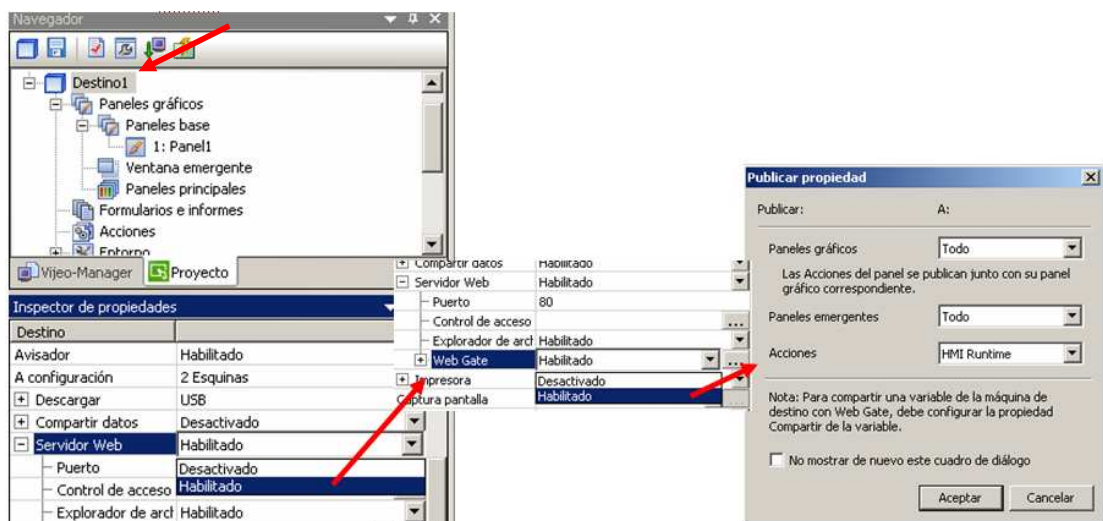 Navegador
Destino1
Paneles gráficos
Paneles base
1: Panel1
Ventana emergente
Paneles principales
Formularios e informes
Acciones
Entorno
Vijeo-Manager
Proyecto
Inspector de propiedades
Destino
Avisador Habilitado
A configuración 2 Esquinas
Descargar USB
Compartir datos Desactivado
Servidor Web Habilitado
Puerto Desactivado
Control de acceso Habilitado
Explorador de arch Habilitado
Compartir datos Habilitado
Servidor Web Habilitado
Puerto 80
Control de acceso ...
Explorador de arch Habilitado
Web Gate Habilitado ...
Impresora Desactivado
Captura pantalla Habilitado
Publicar propiedad
Publicar: A:
Paneles gráficos Todo
Las Acciones del panel se publican junto con su panel
gráfico correspondiente.
Paneles emergentes Todo
Acciones HMI Runtime
Nota: Para compartir una variable de la máquina de
destino con Web Gate, debe configurar la propiedad
Compartir de la variable.
No mostrar de nuevo este cuadro de diálogo
Aceptar Cancelar